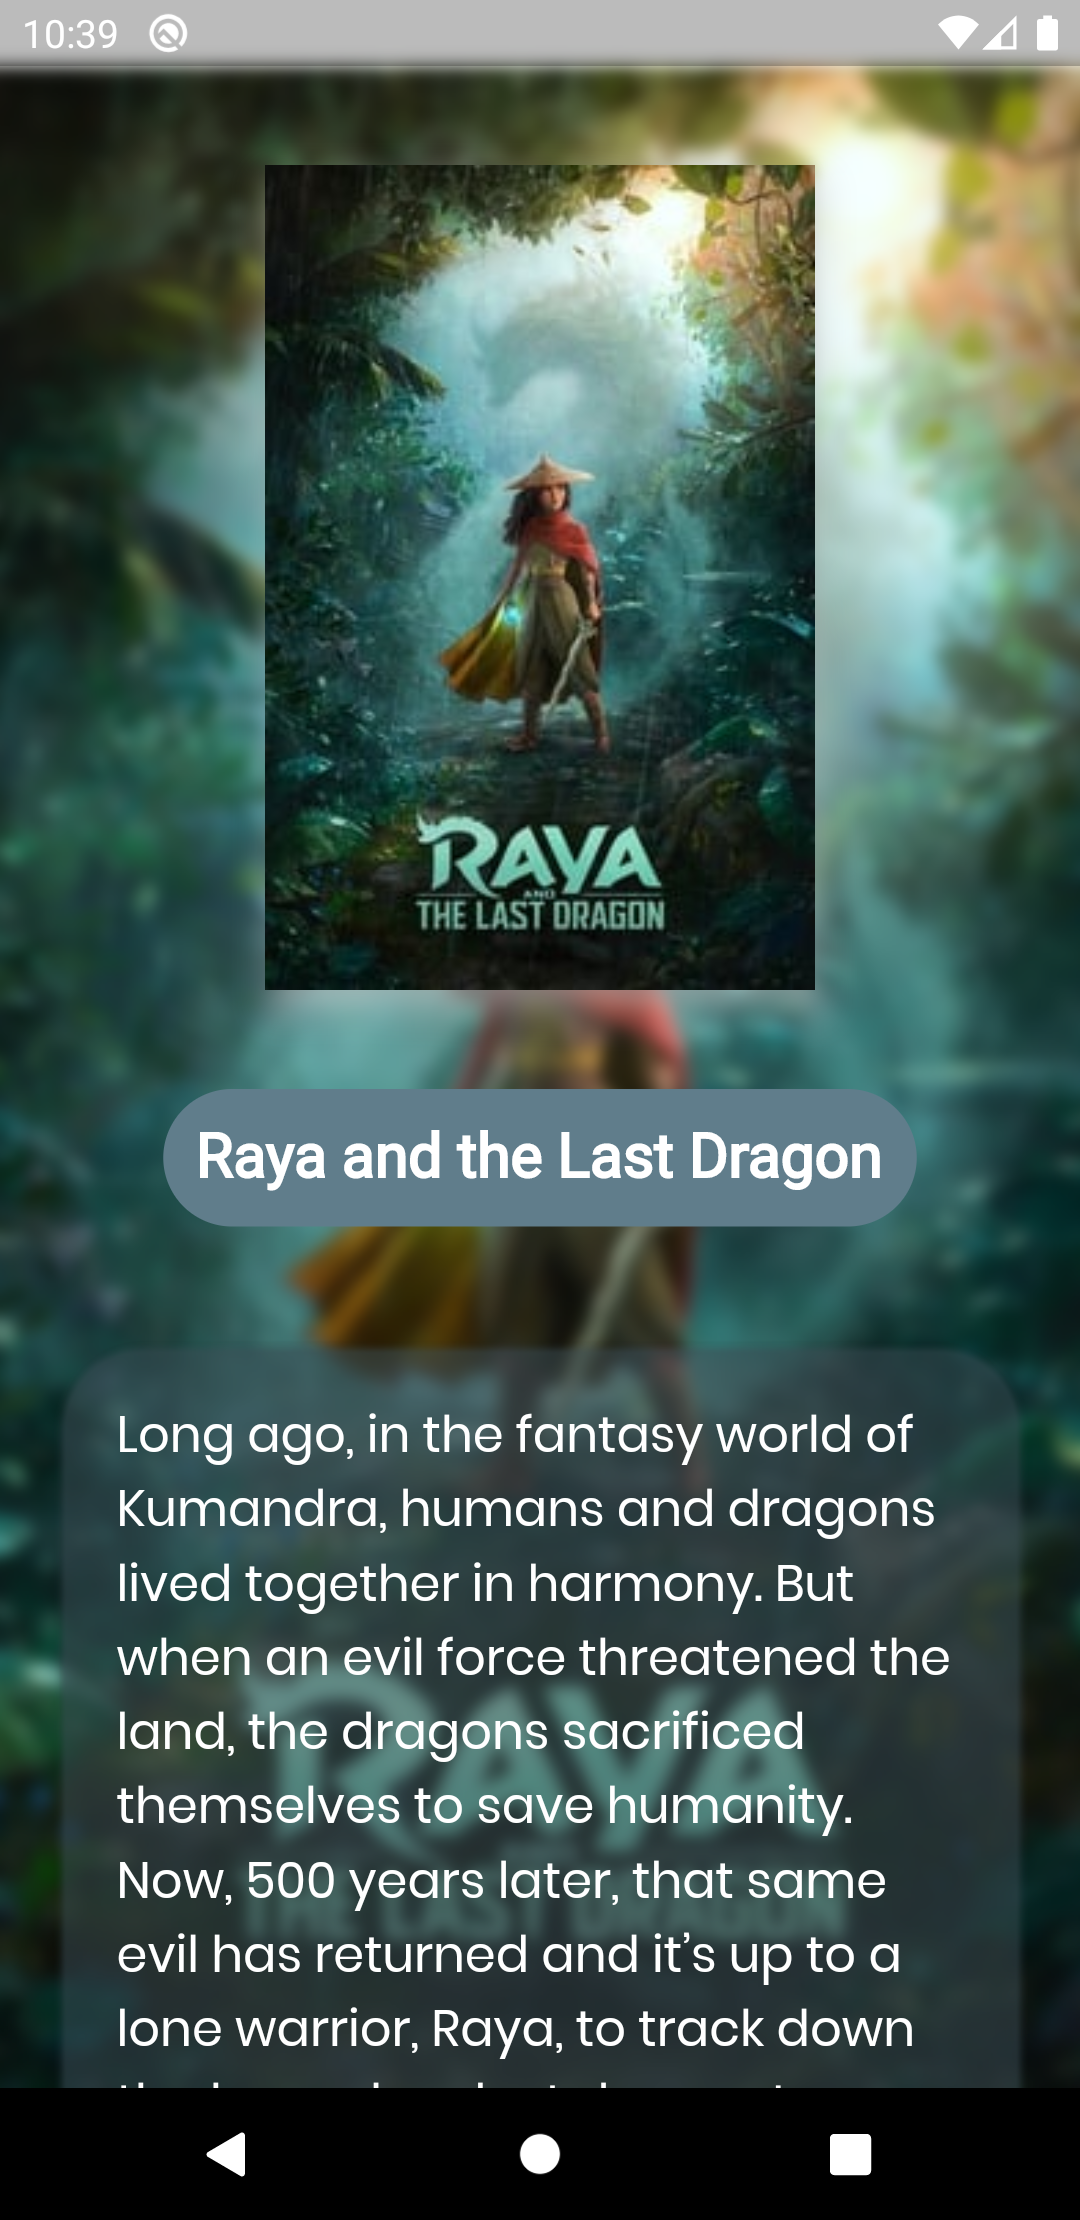 10:39
RAYA
AND
THE LAST DRAGON
Raya and the Last Dragon
Long ago, in the fantasy world of
Kumandra, humans and dragons
lived together in harmony. But
when an evil force threatened the
land, the dragons sacrificed
themselves to save humanity.
Now, 500 years later, that same
evil has returned and it’s up to a
lone warrior, Raya, to track down